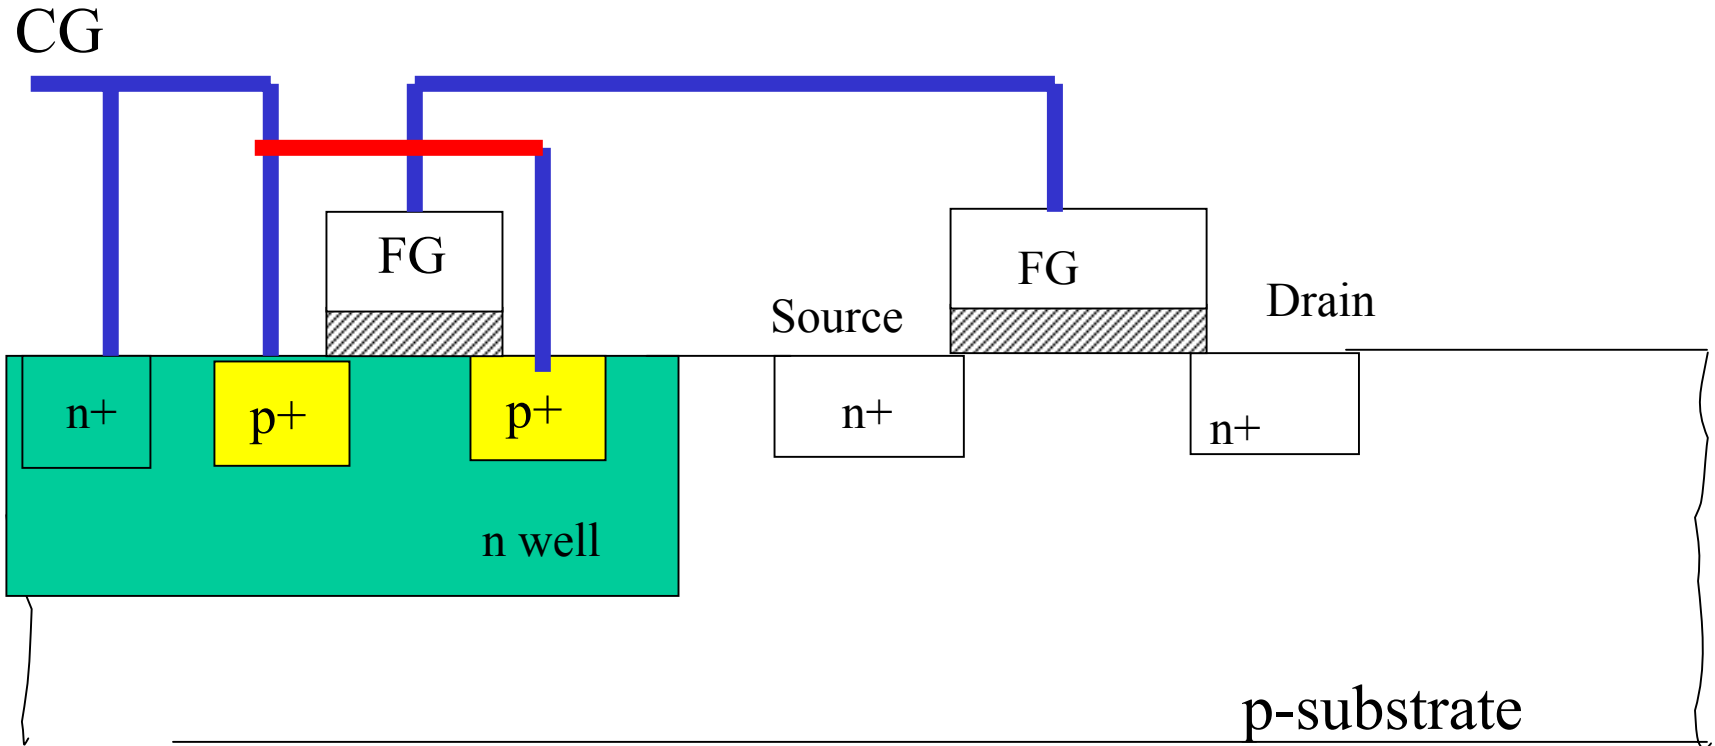 CG
FG
FG
Source
Drain
n+
p+
p+
n+
n+
n well
p-substrate